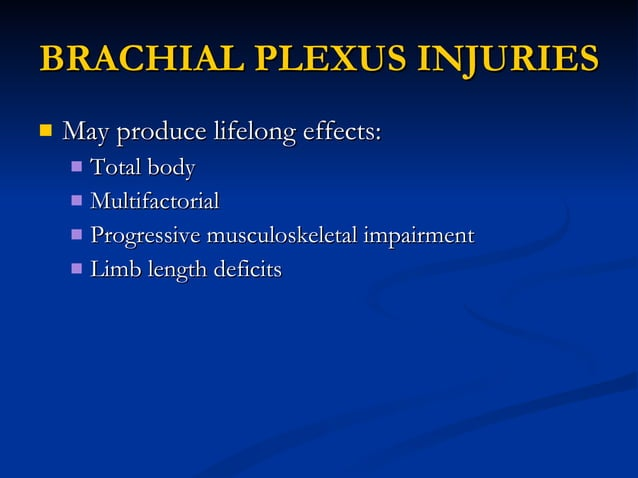 BRACHIAL PLEXUS INJURIES
May produce lifelong effects:
Total body
Multifactorial
Progressive musculoskeletal impairment
Limb length deficits